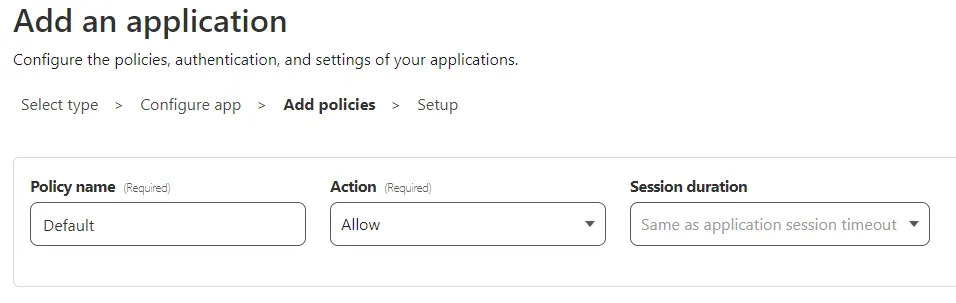 Add an application
Configure the policies, authentication, and settings of your applications.
Select type > Configure app > Add policies > Setup
Policy name (Required) Action (Required) Session duration
Default Allow Same as application session timeout